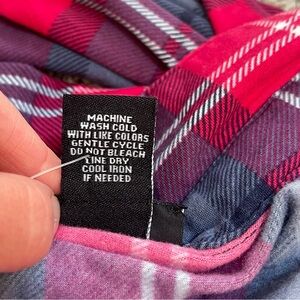 MACHINE
WASH COLD
WITH LIKE COLORS
GENTLE CYCLE
DO NOT BLEACH
LINE DRY
COOL IRON
IF NEEDED